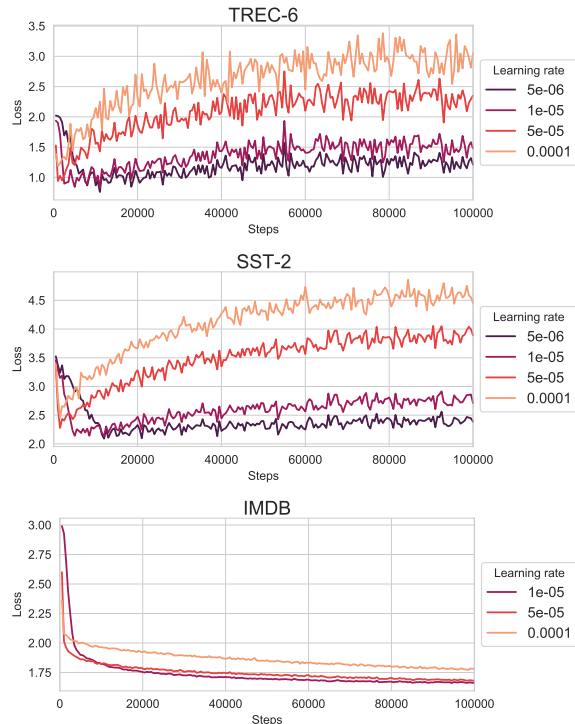 TREC-6
3.5
3.0
2.5
2.0
1.5
1.0
Loss
0 20000 40000 60000 80000 100000
Steps
Learning rate
5e-06
1e-05
5e-05
0.0001
SST-2
4.5
4.0
3.5
3.0
2.5
2.0
Loss
0 20000 40000 60000 80000 100000
Steps
Learning rate
5e-06
1e-05
5e-05
0.0001
IMDB
3.00
2.75
2.50
2.25
2.00
1.75
Loss
0 20000 40000 60000 80000 100000
Steps
Learning rate
1e-05
5e-05
0.0001